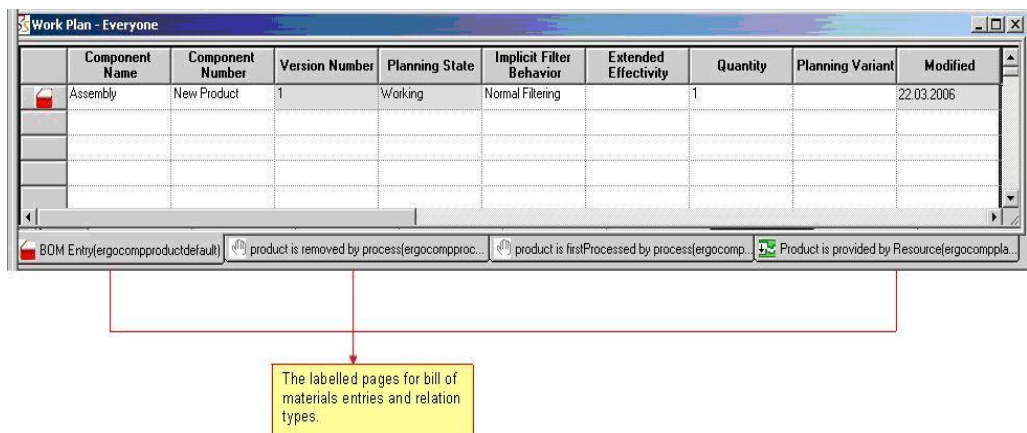 Work Plan - Everyone
Component Name
Component Number
Version Number
Planning State
Implicit Filter Behavior
Extended Effectivity
Quantity
Planning Variant
Modified
Assembly
New Product
1
Working
Normal Filtering
1
22.03.2006
BOM Entry(ergocompproductdefault)
product is removed by process(ergocompproc...
product is firstProcessed by process(ergocomp...
Product is provided by Resource(ergocomppla...
The labelled pages for bill of
materials entries and relation
types.